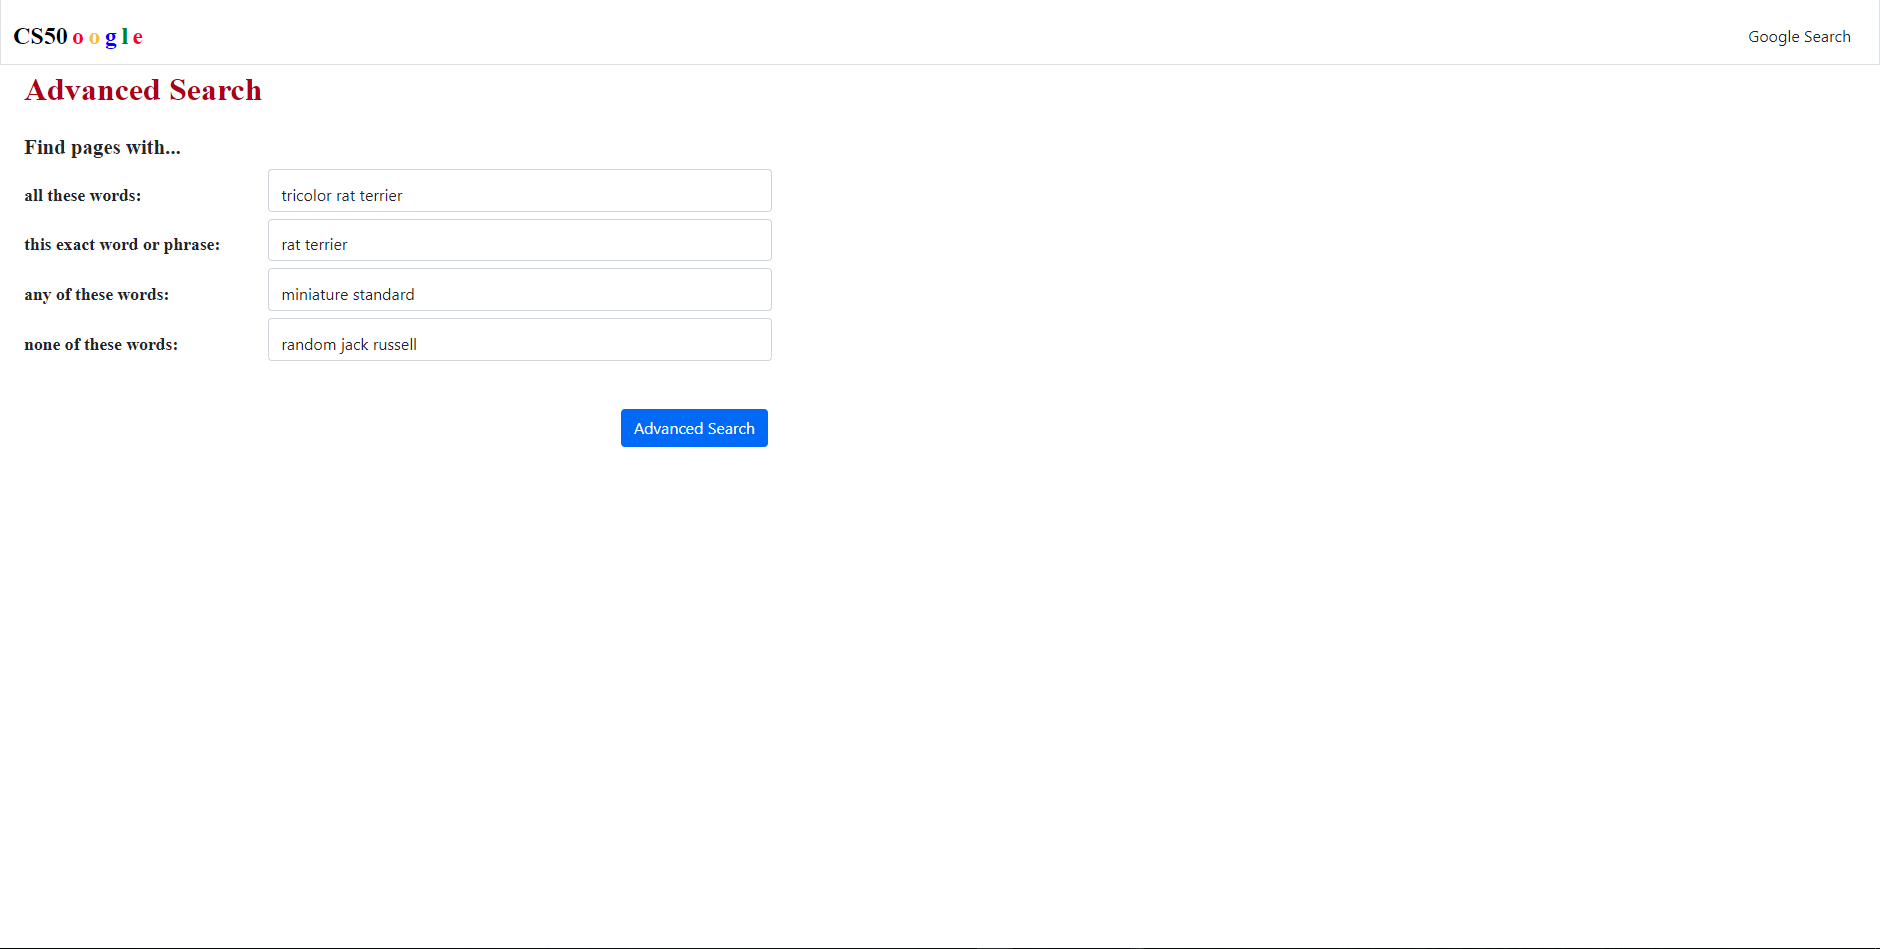 CS50 o o g l e Google Search
Advanced Search
Find pages with...
all these words: tricolor rat terrier
this exact word or phrase: rat terrier
any of these words: miniature standard
none of these words: random jack russell
Advanced Search